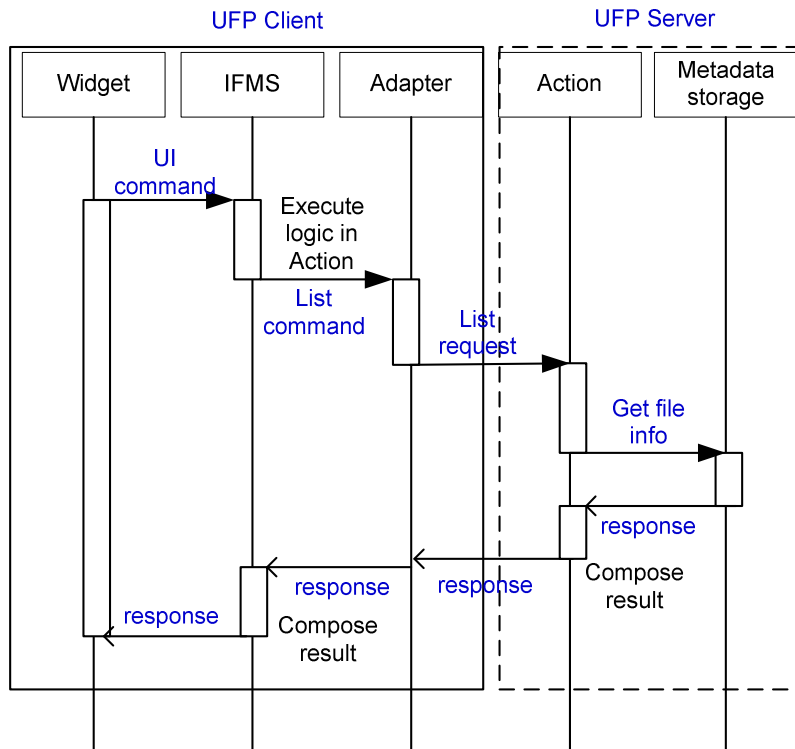 UFP Client
UFP Server
Widget
IFMS
Adapter
Action
Metadata
storage
UI
command
Execute
logic in
Action
List
command
List
request
Get file
info
response
response
response
response
Compose
result
Compose
result